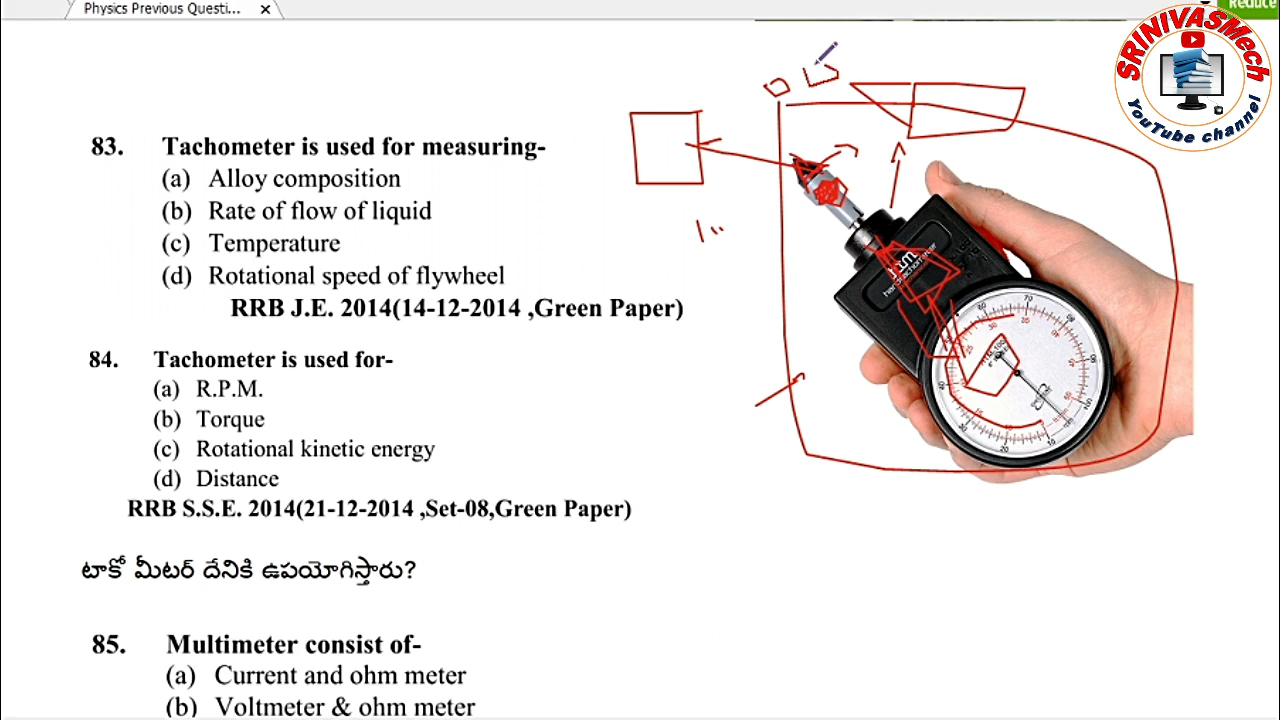 Physics Previous Questi...
Reduce
SRINIVASMech
YouTube channel
83. Tachometer is used for measuring-
(a) Alloy composition
(b) Rate of flow of liquid
(c) Temperature
(d) Rotational speed of flywheel
RRB J.E. 2014(14-12-2014 ,Green Paper)
84. Tachometer is used for-
(a) R.P.M.
(b) Torque
(c) Rotational kinetic energy
(d) Distance
RRB S.S.E. 2014(21-12-2014 ,Set-08,Green Paper)
టాకో మీటర్ దేనికి ఉపయోగిస్తారు?
85. Multimeter consist of-
(a) Current and ohm meter
(b) Voltmeter & ohm meter